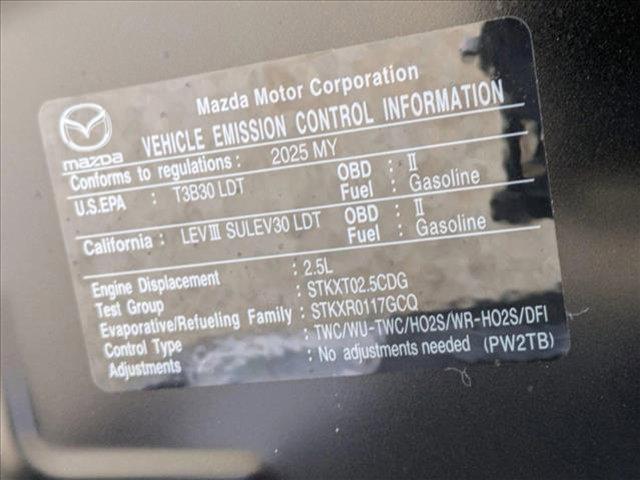 Mazda Motor Corporation
mazda
VEHICLE EMISSION CONTROL INFORMATION
Conforms to regulations : 2025 MY
U.S.EPA : T3B30 LDT OBD : II
Fuel : Gasoline
California : LEVⅢ SULEV30 LDT OBD : II
Fuel : Gasoline
Engine Displacement : 2.5L
Test Group : STKXT02.5CDG
Evaporative/Refueling Family : STKXR0117GCQ
Control Type : TWC/WU-TWC/HO2S/WR-HO2S/DFI
Adjustments : No adjustments needed (PW2TB)